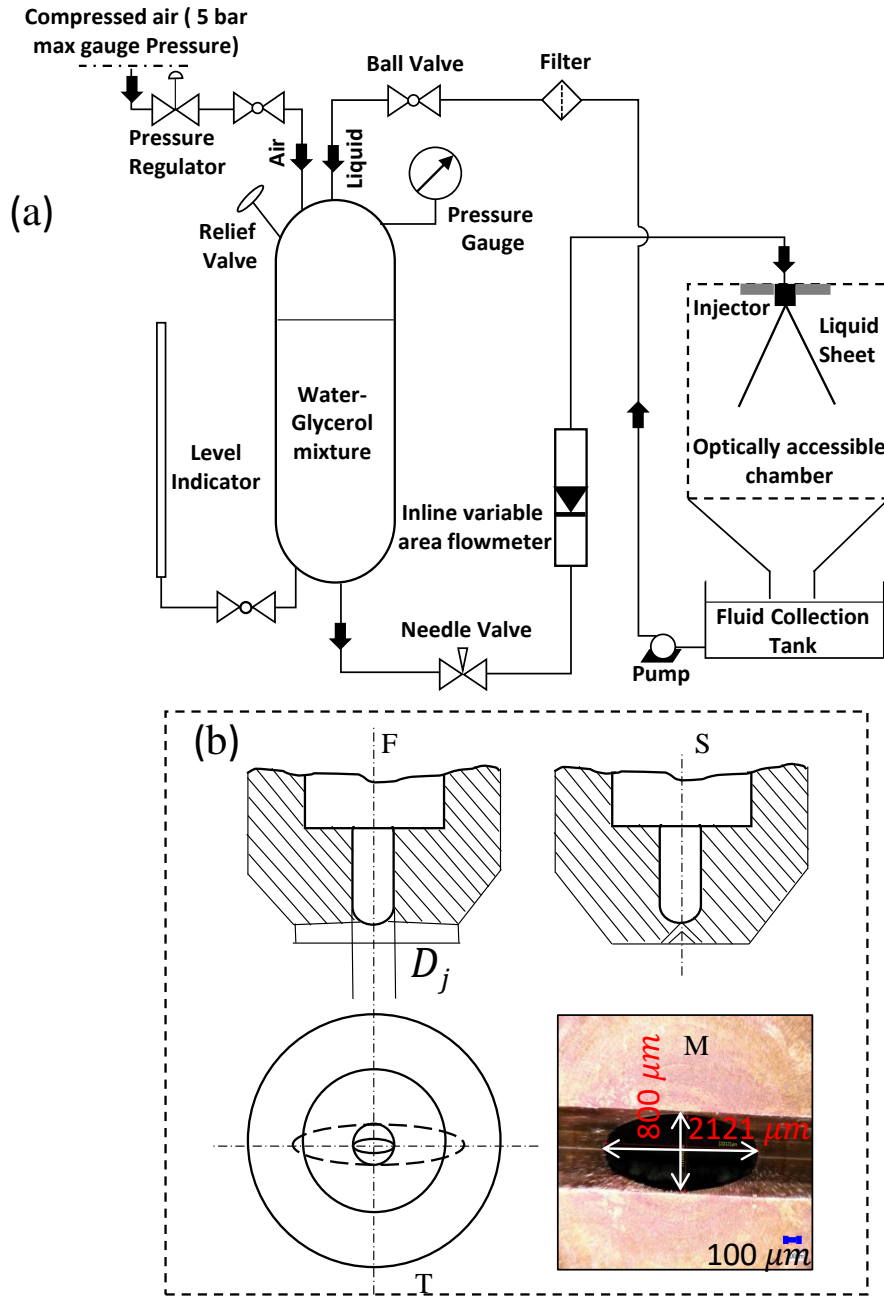 Compressed air ( 5 bar
max gauge Pressure)
Ball Valve
Filter
Pressure
Regulator
Air
Liquid
(a)
Relief
Valve
Pressure
Gauge
Injector
Liquid
Sheet
Water-
Glycerol
mixture
Level
Indicator
Optically accessible
chamber
Inline variable
area flowmeter
Needle Valve
Fluid Collection
Tank
Pump
(b)
F
S
D_j
M
800 μm
2121 μm
100 μm
T